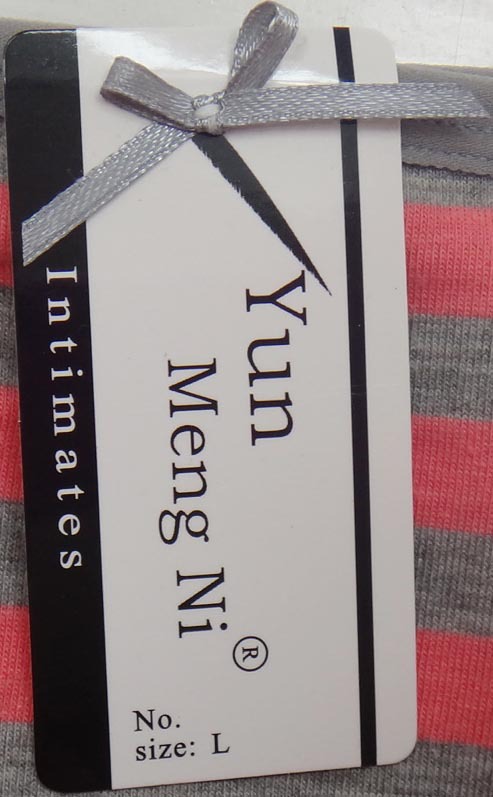 Yun
Meng Ni®
Intimates
No.
size: L